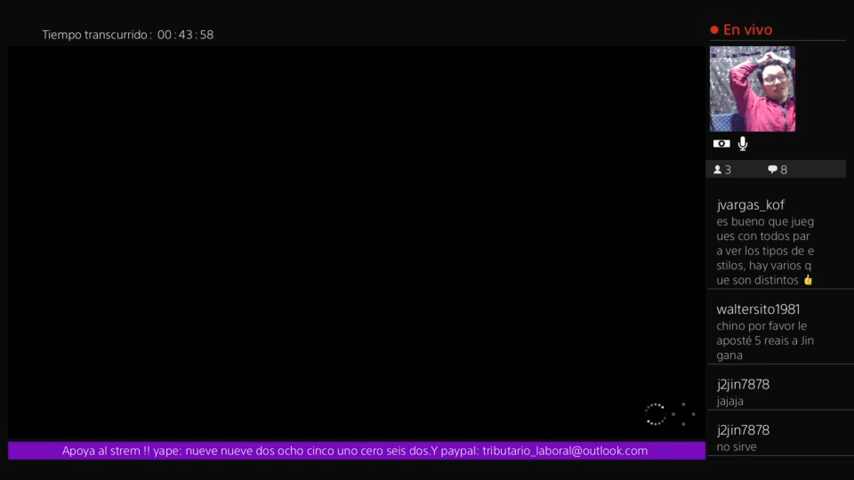 Tiempo transcurrido: 00:43:58
En vivo
3
8
jvargas_kof
es bueno que jueg
ues con todos par
a ver los tipos de e
stilos, hay varios q
ue son distintos 👍
waltersito1981
chino por favor le
aposté 5 reais a Jin
gana
j2jin7878
jajaja
j2jin7878
no sirve
Apoya al strem !! yape: nueve nueve dos ocho cinco uno cero seis dos.Y paypal: tributario_laboral@outlook.com